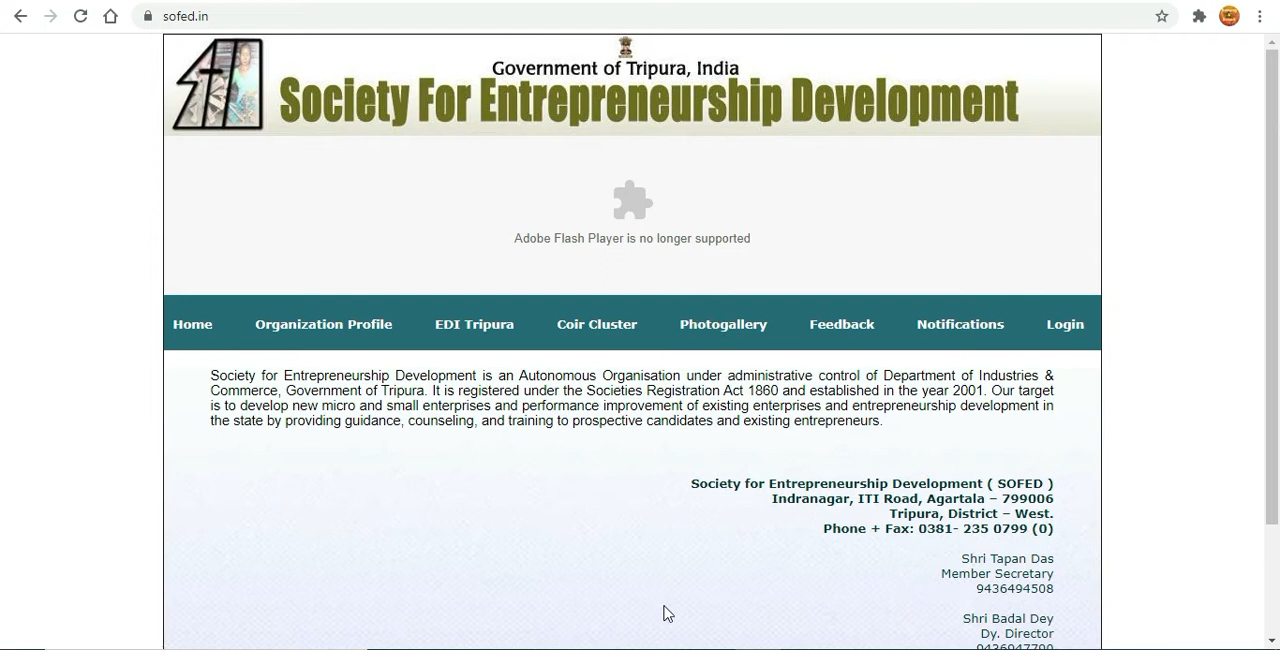 sofed.in
Government of Tripura, India
Society For Entrepreneurship Development
Adobe Flash Player is no longer supported
Home Organization Profile EDI Tripura Coir Cluster Photogallery Feedback Notifications Login
Society for Entrepreneurship Development is an Autonomous Organisation under administrative control of Department of Industries &
Commerce, Government of Tripura. It is registered under the Societies Registration Act 1860 and established in the year 2001. Our target
is to develop new micro and small enterprises and performance improvement of existing enterprises and entrepreneurship development in
the state by providing guidance, counseling, and training to prospective candidates and existing entrepreneurs.
Society for Entrepreneurship Development ( SOFED )
Indranagar, ITI Road, Agartala – 799006
Tripura, District – West.
Phone + Fax: 0381- 235 0799 (0)
Shri Tapan Das
Member Secretary
9436494508
Shri Badal Dey
Dy. Director